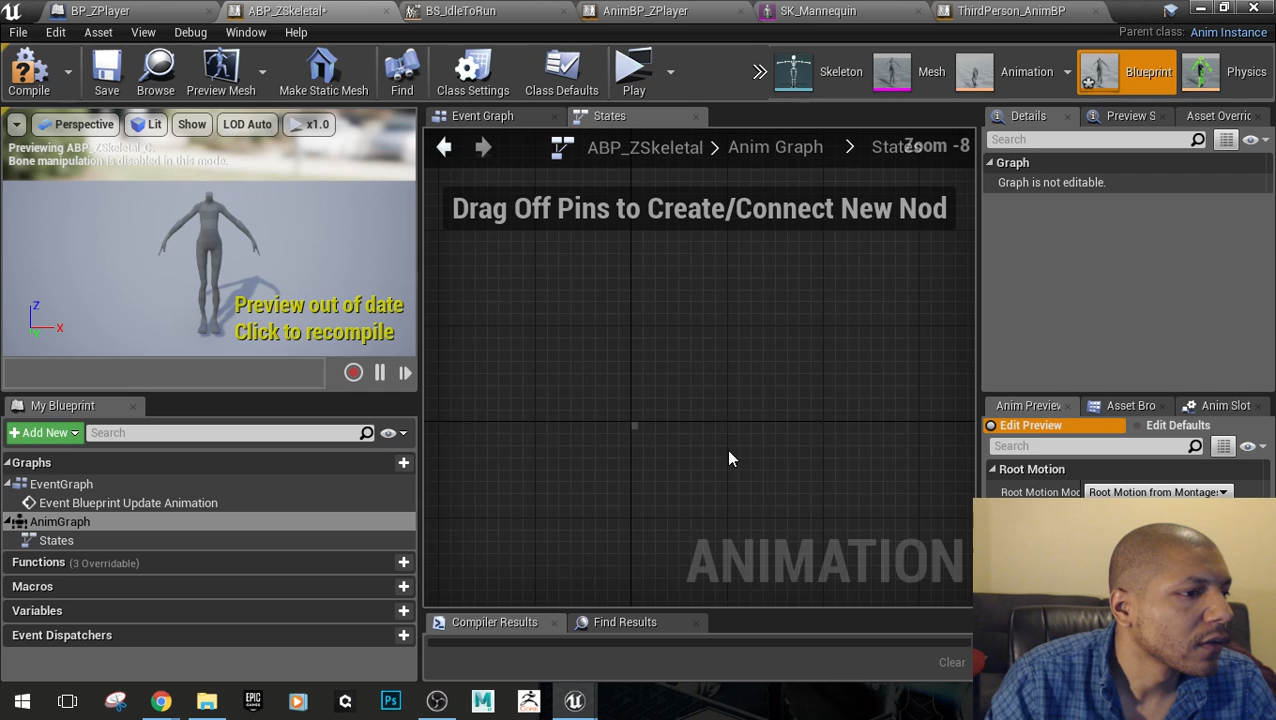 BP_ZPlayer
ABP_ZSkeletal*
BS_IdleToRun
AnimBP_ZPlayer
SK_Mannequin
ThirdPerson_AnimBP
File Edit Asset View Debug Window Help
Parent class: Anim Instance
Compile
Save
Browse
Preview Mesh
Make Static Mesh
Find
Class Settings
Class Defaults
Play
Skeleton
Mesh
Animation
Blueprint
Physics
Perspective
Lit
Show
LOD Auto
x1.0
Previewing ABP_ZSkeletal_C.
Bone manipulation is disabled in this mode.
Preview out of date
Click to recompile
Z
X
Event Graph
States
ABP_ZSkeletal > Anim Graph > States
Zoom -8
Drag Off Pins to Create/Connect New Nod
ANIMATION
Details
Preview S
Asset Overric
Search
Graph
Graph is not editable.
My Blueprint
Add New
Search
Graphs
EventGraph
Event Blueprint Update Animation
AnimGraph
States
Functions (3 Overridable)
Macros
Variables
Event Dispatchers
Compiler Results
Find Results
Clear
Anim Preview
Asset Bro
Anim Slot
Edit Preview
Edit Defaults
Search
Root Motion
Root Motion Mod
Root Motion from Montages
Ps